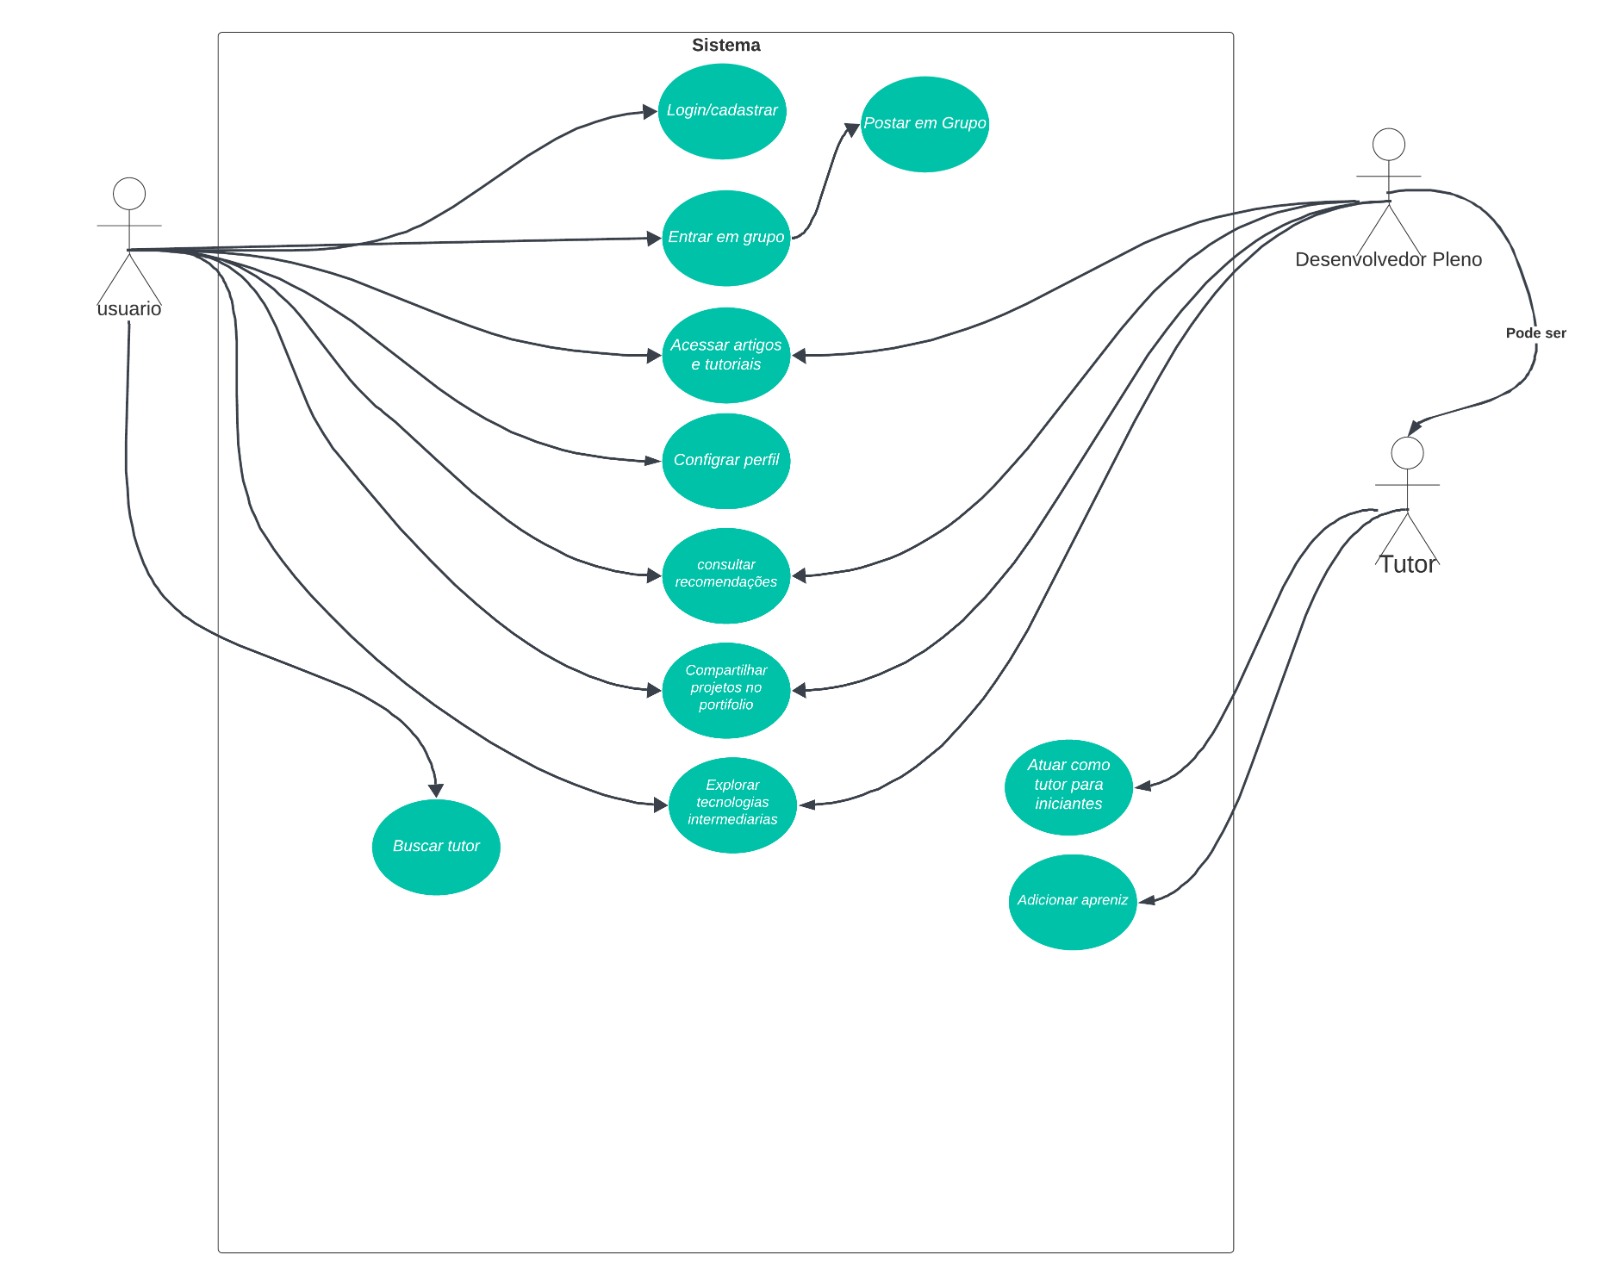 Sistema
Login/cadastrar
Postar em Grupo
Entrar em grupo
Desenvolvedor Pleno
usuario
Pode ser
Acessar artigos
e tutoriais
Configrar perfil
consultar
recomendações
Tutor
Compartilhar
projetos no
portifolio
Atuar como
tutor para
iniciantes
Explorar
tecnologias
intermediarias
Buscar tutor
Adicionar apreniz